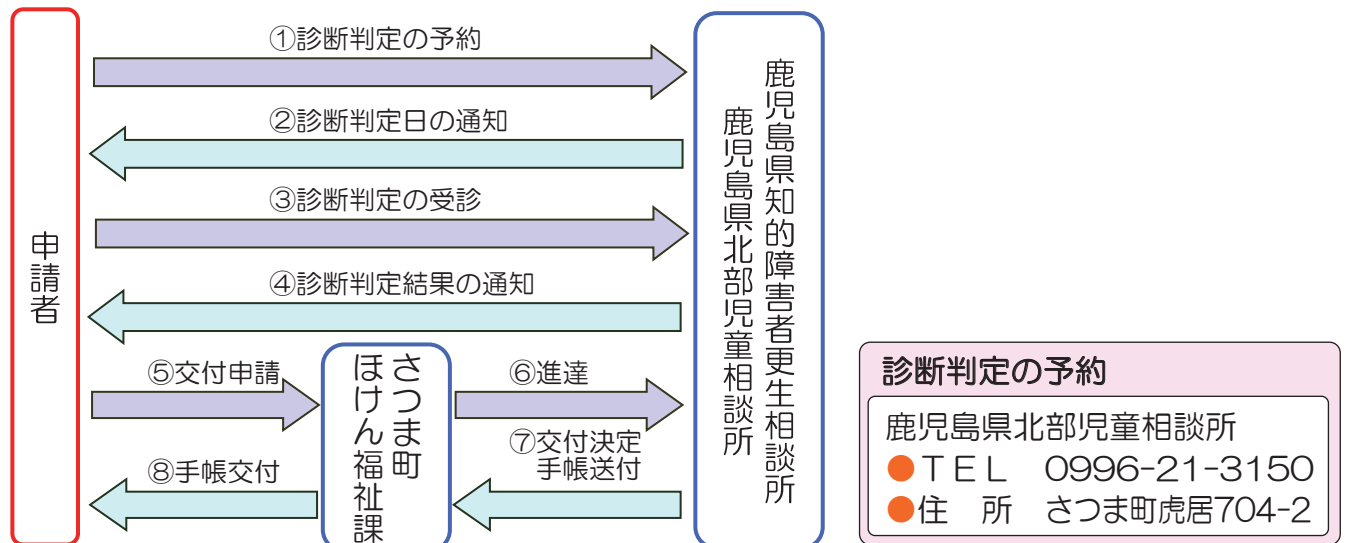 ①診断判定の予約
②診断判定日の通知
③診断判定の受診
④診断判定結果の通知
申請者
⑤交付申請
⑧手帳交付
さつま町
ほけん福祉課
⑥進達
⑦交付決定
手帳送付
鹿児島県知的障害者更生相談所
鹿児島県北部児童相談所
診断判定の予約
鹿児島県北部児童相談所
●ＴＥＬ　0996-21-3150
●住　所　さつま町虎居704-2